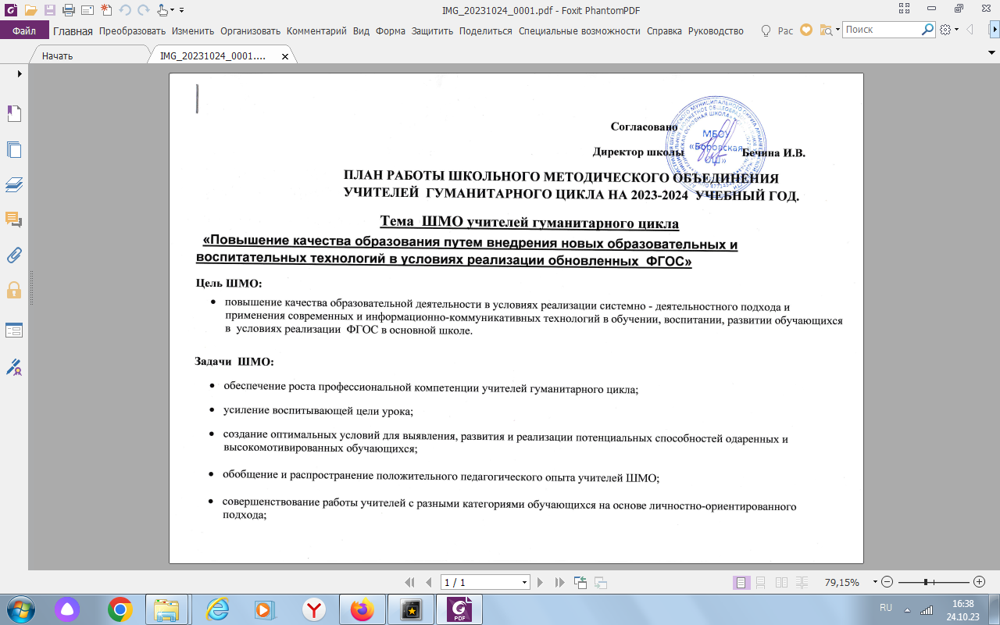 IMG_20231024_0001.pdf - Foxit PhantomPDF
Файл Главная Преобразовать Изменить Организовать Комментарий Вид Форма Защитить Поделиться Специальные возможности Справка Руководство Рас Поиск
Начать IMG_20231024_0001....
Согласовано
МБОУ
Директор школы «Боровская Бечина И.В.
ОШ»
ПЛАН РАБОТЫ ШКОЛЬНОГО МЕТОДИЧЕСКОГО ОБЪЕДИНЕНИЯ
УЧИТЕЛЕЙ ГУМАНИТАРНОГО ЦИКЛА НА 2023-2024 УЧЕБНЫЙ ГОД.
Тема ШМО учителей гуманитарного цикла
«Повышение качества образования путем внедрения новых образовательных и
воспитательных технологий в условиях реализации обновленных ФГОС»
Цель ШМО:
• повышение качества образовательной деятельности в условиях реализации системно - деятельностного подхода и
применения современных и информационно-коммуникативных технологий в обучении, воспитании, развитии обучающихся
в условиях реализации ФГОС в основной школе.
Задачи ШМО:
• обеспечение роста профессиональной компетенции учителей гуманитарного цикла;
• усиление воспитывающей цели урока;
• создание оптимальных условий для выявления, развития и реализации потенциальных способностей одаренных и
высокомотивированных обучающихся;
• обобщение и распространение положительного педагогического опыта учителей ШМО;
• совершенствование работы учителей с разными категориями обучающихся на основе личностно-ориентированного
подхода;
1 / 1 79,15%
PDF
RU 16:38
24.10.23